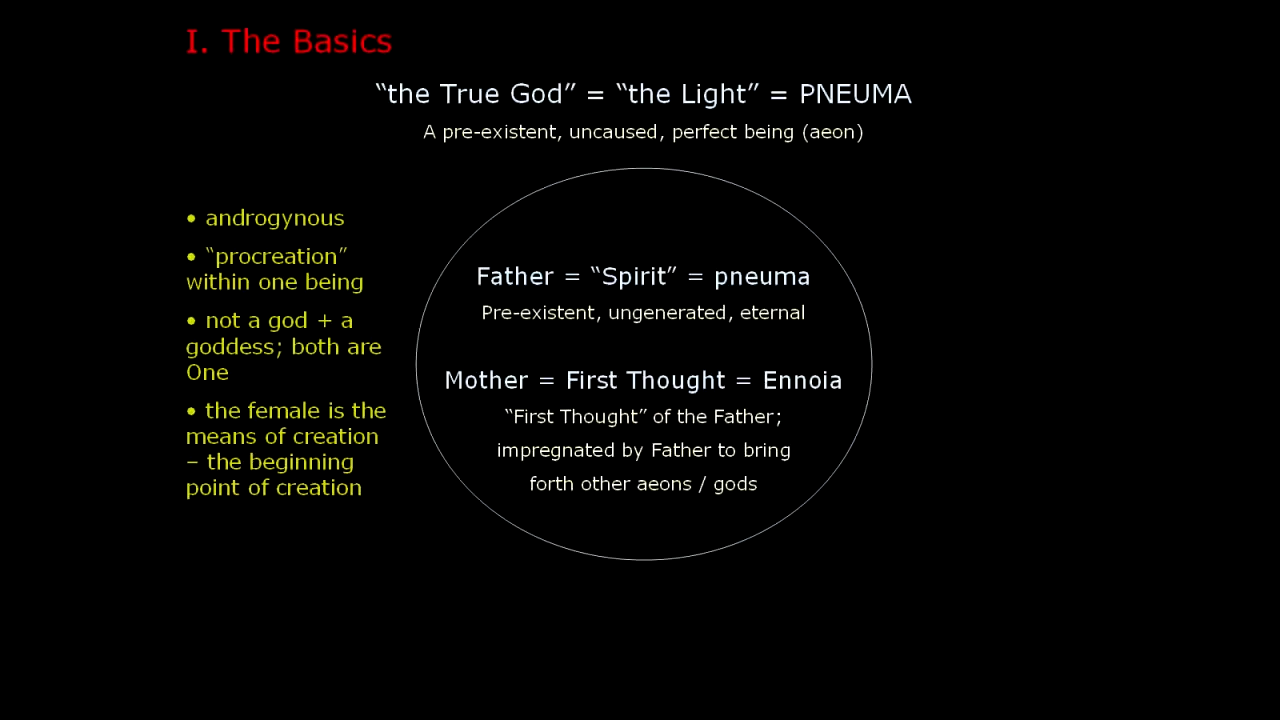 I. The Basics
“the True God” = “the Light” = PNEUMA
A pre-existent, uncaused, perfect being (aeon)
• androgynous
• “procreation”
within one being
• not a god + a
goddess; both are
One
• the female is the
means of creation
– the beginning
point of creation
Father = “Spirit” = pneuma
Pre-existent, ungenerated, eternal
Mother = First Thought = Ennoia
“First Thought” of the Father;
impregnated by Father to bring
forth other aeons / gods